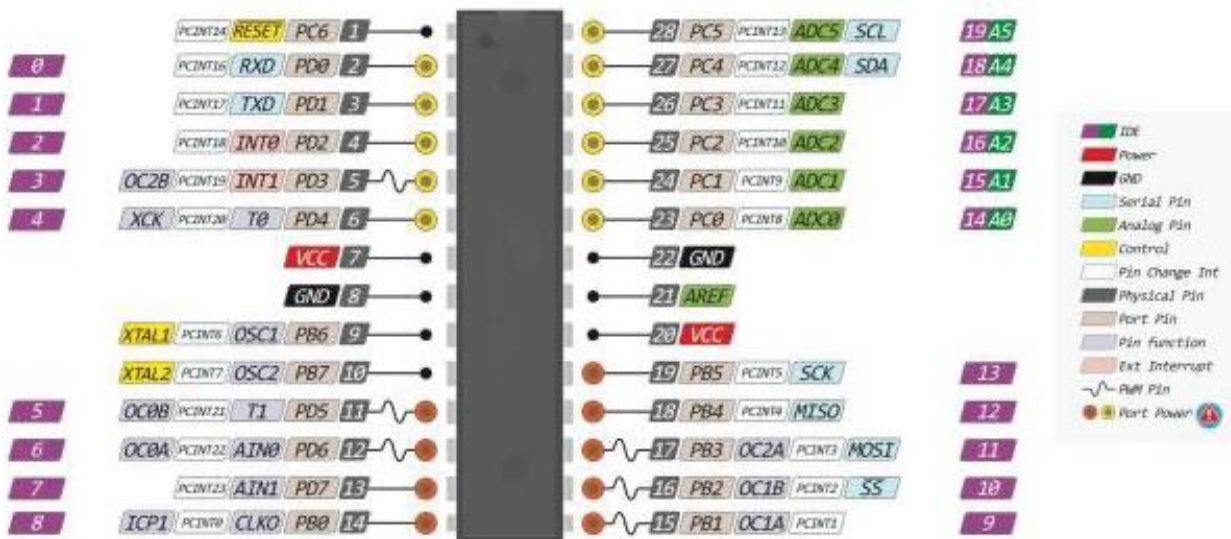 PCINT14 RESET PC6 1
0 PCINT16 RXD PD0 2
1 PCINT17 TXD PD1 3
2 PCINT18 INT0 PD2 4
3 OC2B PCINT19 INT1 PD3 5
4 XCK PCINT20 T0 PD4 6
VCC 7
GND 8
XTAL1 PCINT6 OSC1 PB6 9
XTAL2 PCINT7 OSC2 PB7 10
5 OC0B PCINT21 T1 PD5 11
6 OC0A PCINT22 AIN0 PD6 12
7 PCINT23 AIN1 PD7 13
8 ICP1 PCINT0 CLKO PB0 14
28 PC5 PCINT13 ADC5 SCL 19 A5
27 PC4 PCINT12 ADC4 SDA 18 A4
26 PC3 PCINT11 ADC3 17 A3
25 PC2 PCINT10 ADC2 16 A2
24 PC1 PCINT9 ADC1 15 A1
23 PC0 PCINT8 ADC0 14 A0
22 GND
21 AREF
20 VCC
19 PB5 PCINT5 SCK 13
18 PB4 PCINT4 MISO 12
17 PB3 OC2A PCINT3 MOSI 11
16 PB2 OC1B PCINT2 SS 10
15 PB1 OC1A PCINT1 9
IDE
Power
GND
Serial Pin
Analog Pin
Control
Pin Change Int
Physical Pin
Port Pin
Pin function
Ext Interrupt
PWM Pin
Port Power